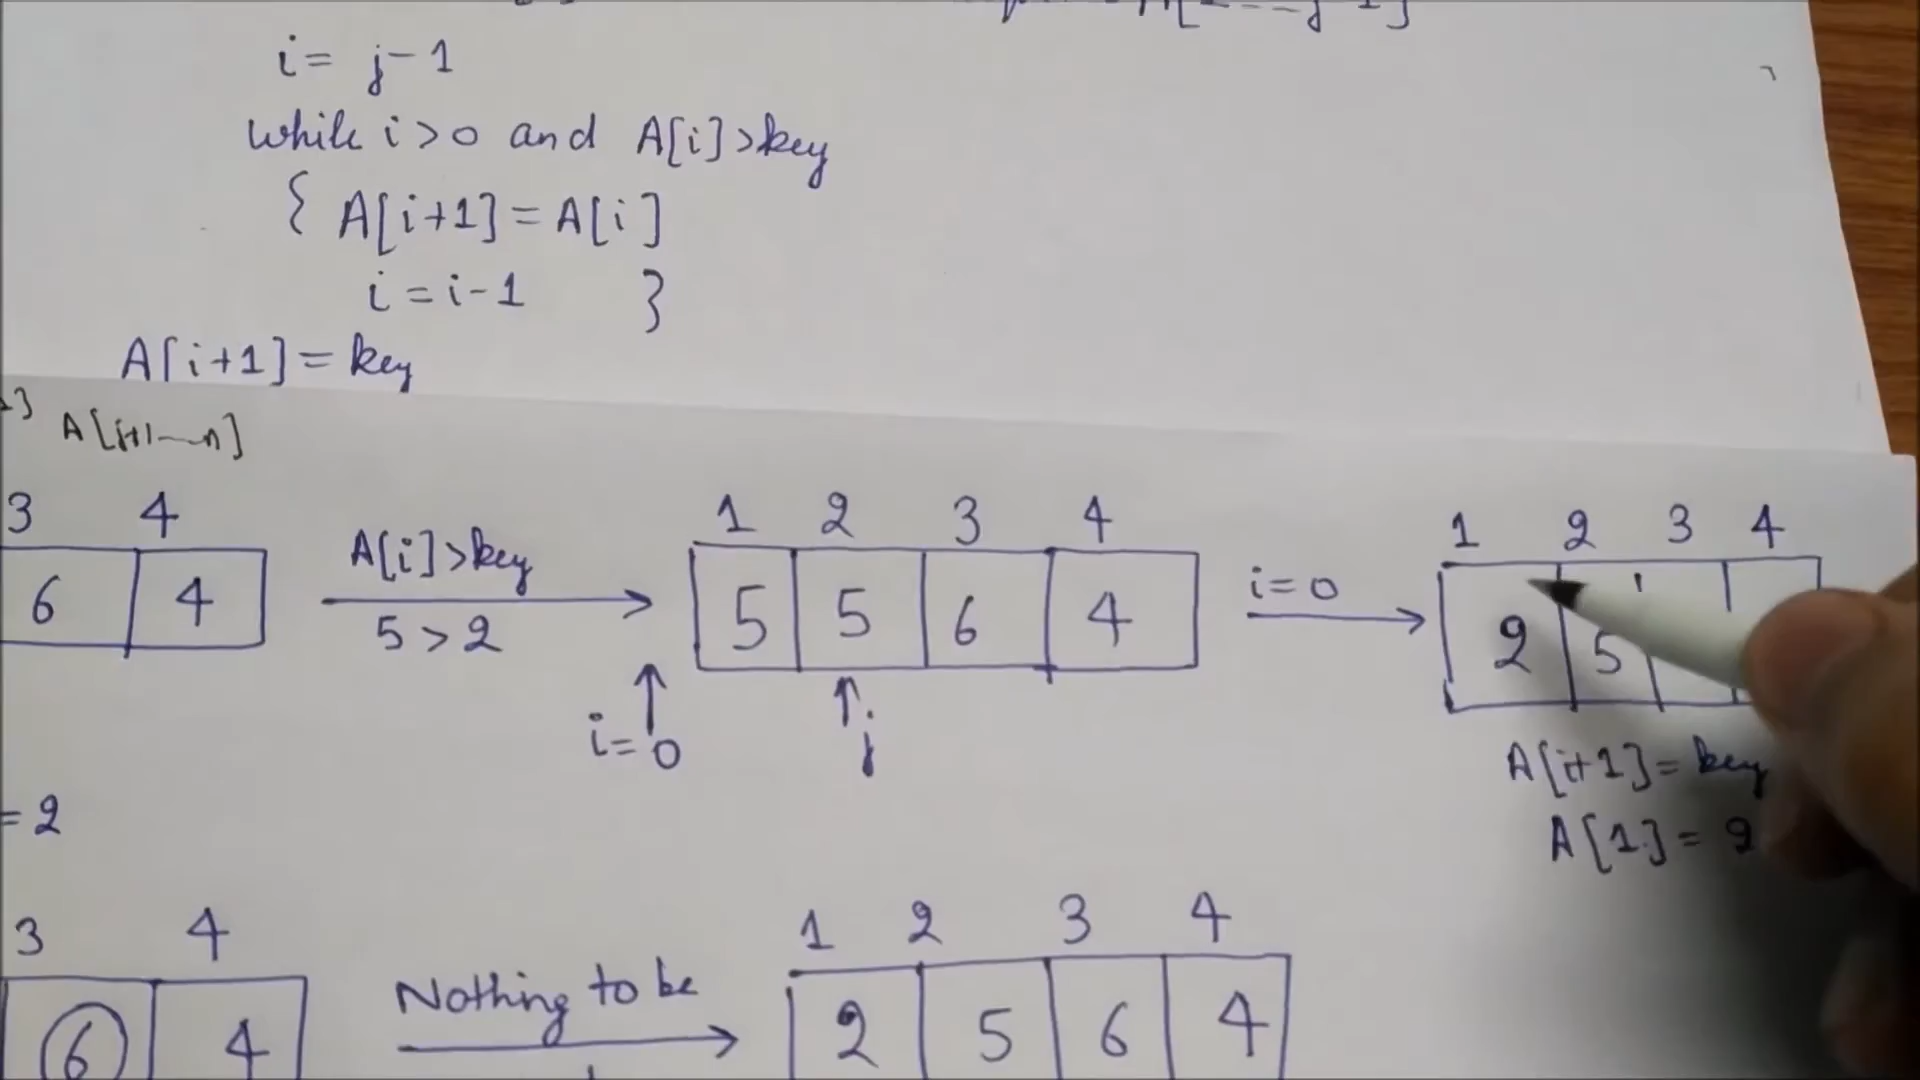 i = j-1
while i>0 and A[i]>key
{ A[i+1] = A[i]
i = i-1 }
A[i+1] = key
A[j+1---n]
3 4
6 4
A[i]>key
5 > 2
1 2 3 4
5 5 6 4
i=0
j
i=0
1 2 3 4
2 5
A[i+1]= key
A[1]= 2
= 2
3 4
6 4
Nothing to be
1 2 3 4
2 5 6 4